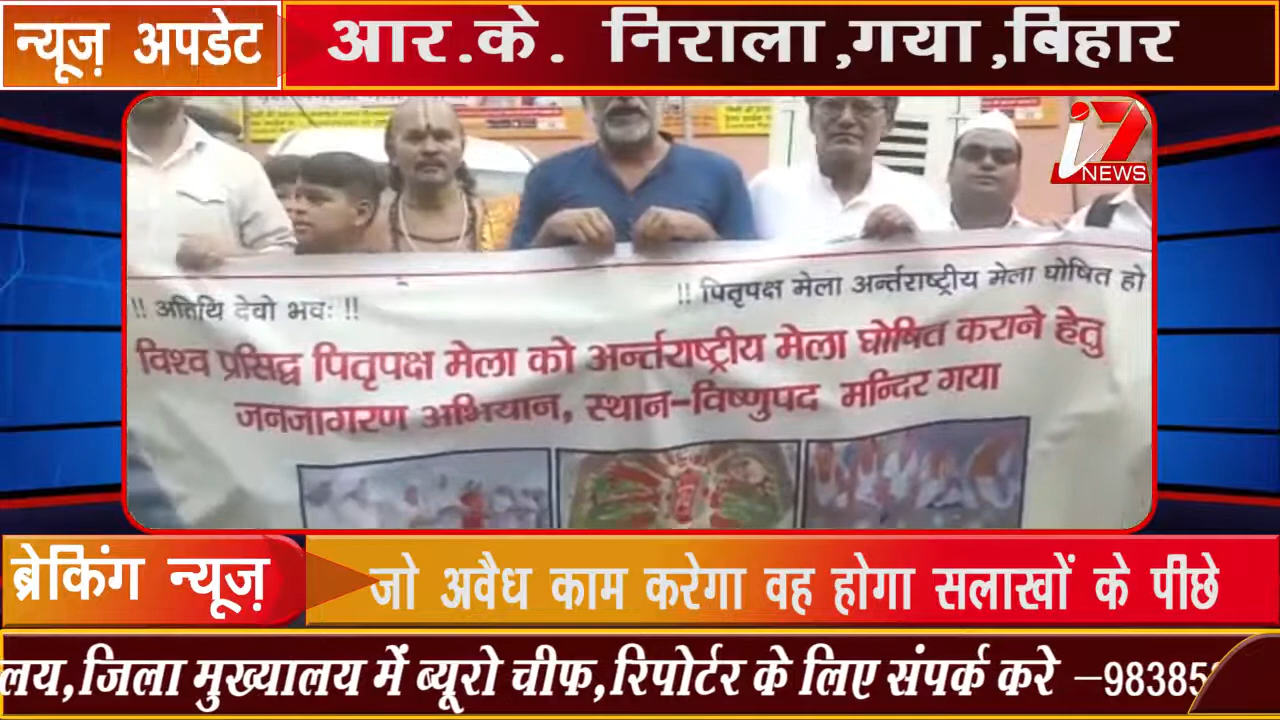 न्यूज़ अपडेट
आर.के. निराला,गया,बिहार
i7
NEWS
!! अतिथि देवो भवः !!
!! पितृपक्ष मेला अर्न्तराष्ट्रीय मेला घोषित हो
विश्व प्रसिद्ध पितृपक्ष मेला को अर्न्तराष्ट्रीय मेला घोषित कराने हेतु
जनजागरण अभियान, स्थान-विष्णुपद मन्दिर गया
ब्रेकिंग न्यूज़
जो अवैध काम करेगा वह होगा सलाखों के पीछे
लय,जिला मुख्यालय में ब्यूरो चीफ,रिपोर्टर के लिए संपर्क करे -98385